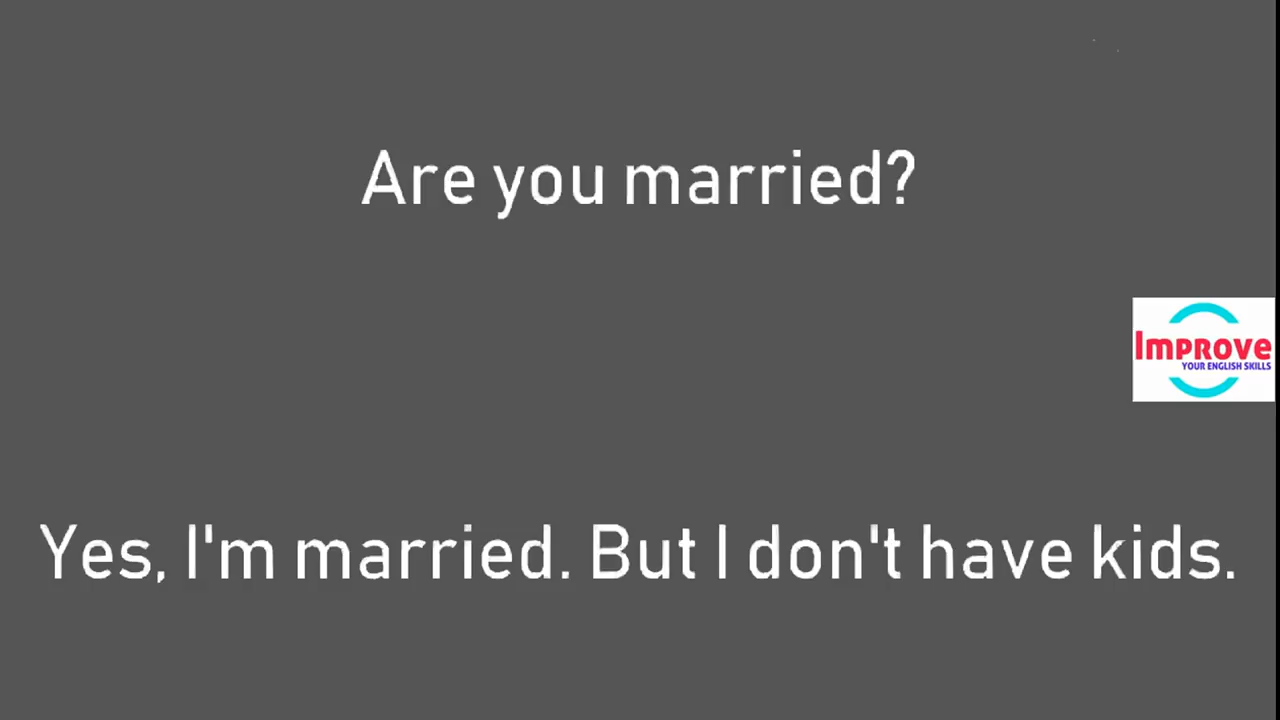 Are you married?
Improve
YOUR ENGLISH SKILLS
Yes, I'm married. But I don't have kids.